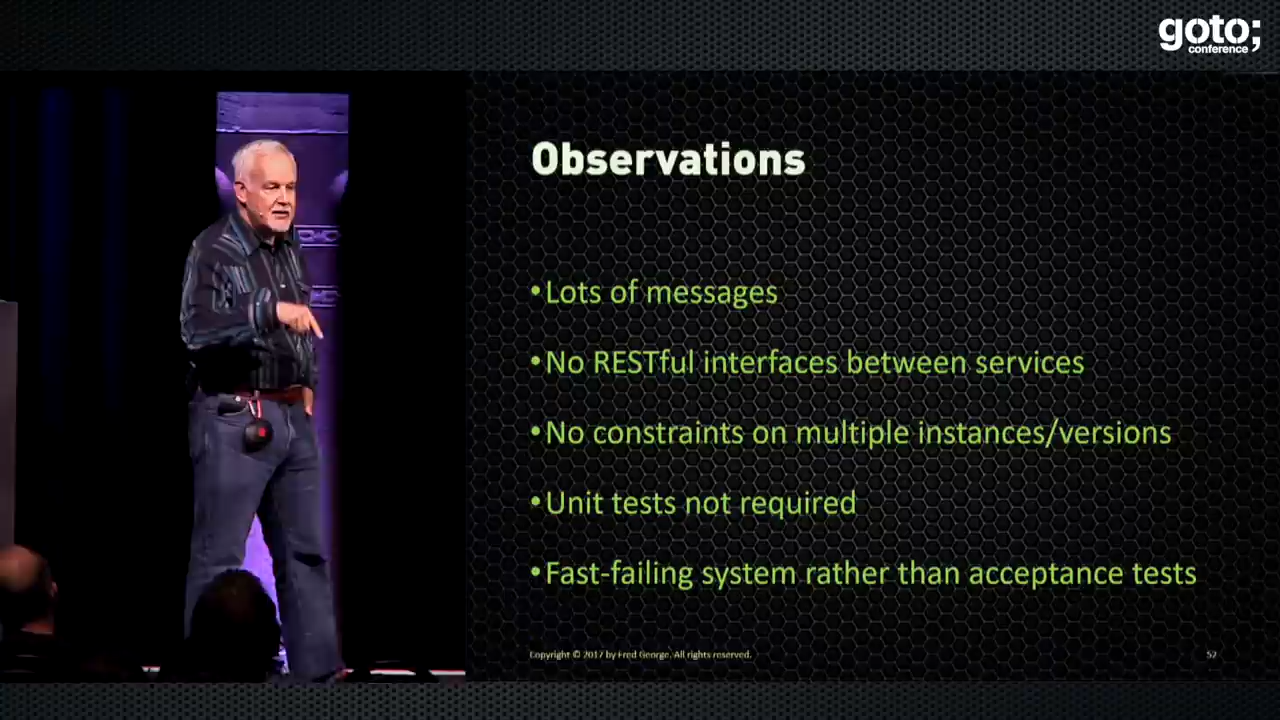 goto;
conference
Observations
•Lots of messages
•No RESTful interfaces between services
•No constraints on multiple instances/versions
•Unit tests not required
•Fast-failing system rather than acceptance tests
Copyright © 2017 by Fred George. All rights reserved.
52